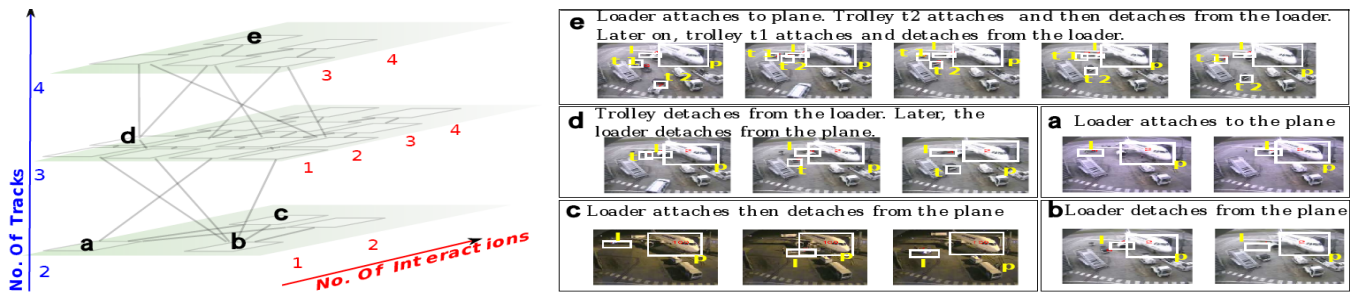 No. Of Tracks
4
3
2
e
3
4
d
1
2
3
4
c
a
b
1
2
No. Of Interactions
e Loader attaches to plane. Trolley t2 attaches and then detaches from the loader.
Later on, trolley t1 attaches and detaches from the loader.
d Trolley detaches from the loader. Later, the
loader detaches from the plane.
a Loader attaches to the plane
c Loader attaches then detaches from the plane
b Loader detaches from the plane